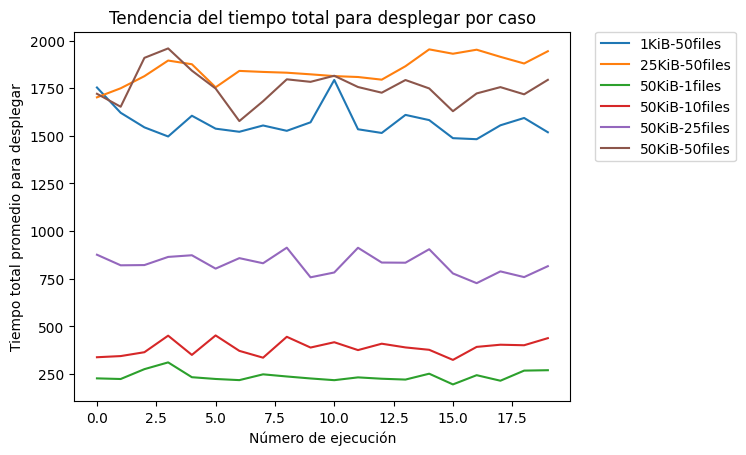 Tendencia del tiempo total para desplegar por caso
Tiempo total promedio para desplegar
2000
1750
1500
1250
1000
750
500
250
0.0 2.5 5.0 7.5 10.0 12.5 15.0 17.5
Número de ejecución
1KiB-50files
25KiB-50files
50KiB-1files
50KiB-10files
50KiB-25files
50KiB-50files